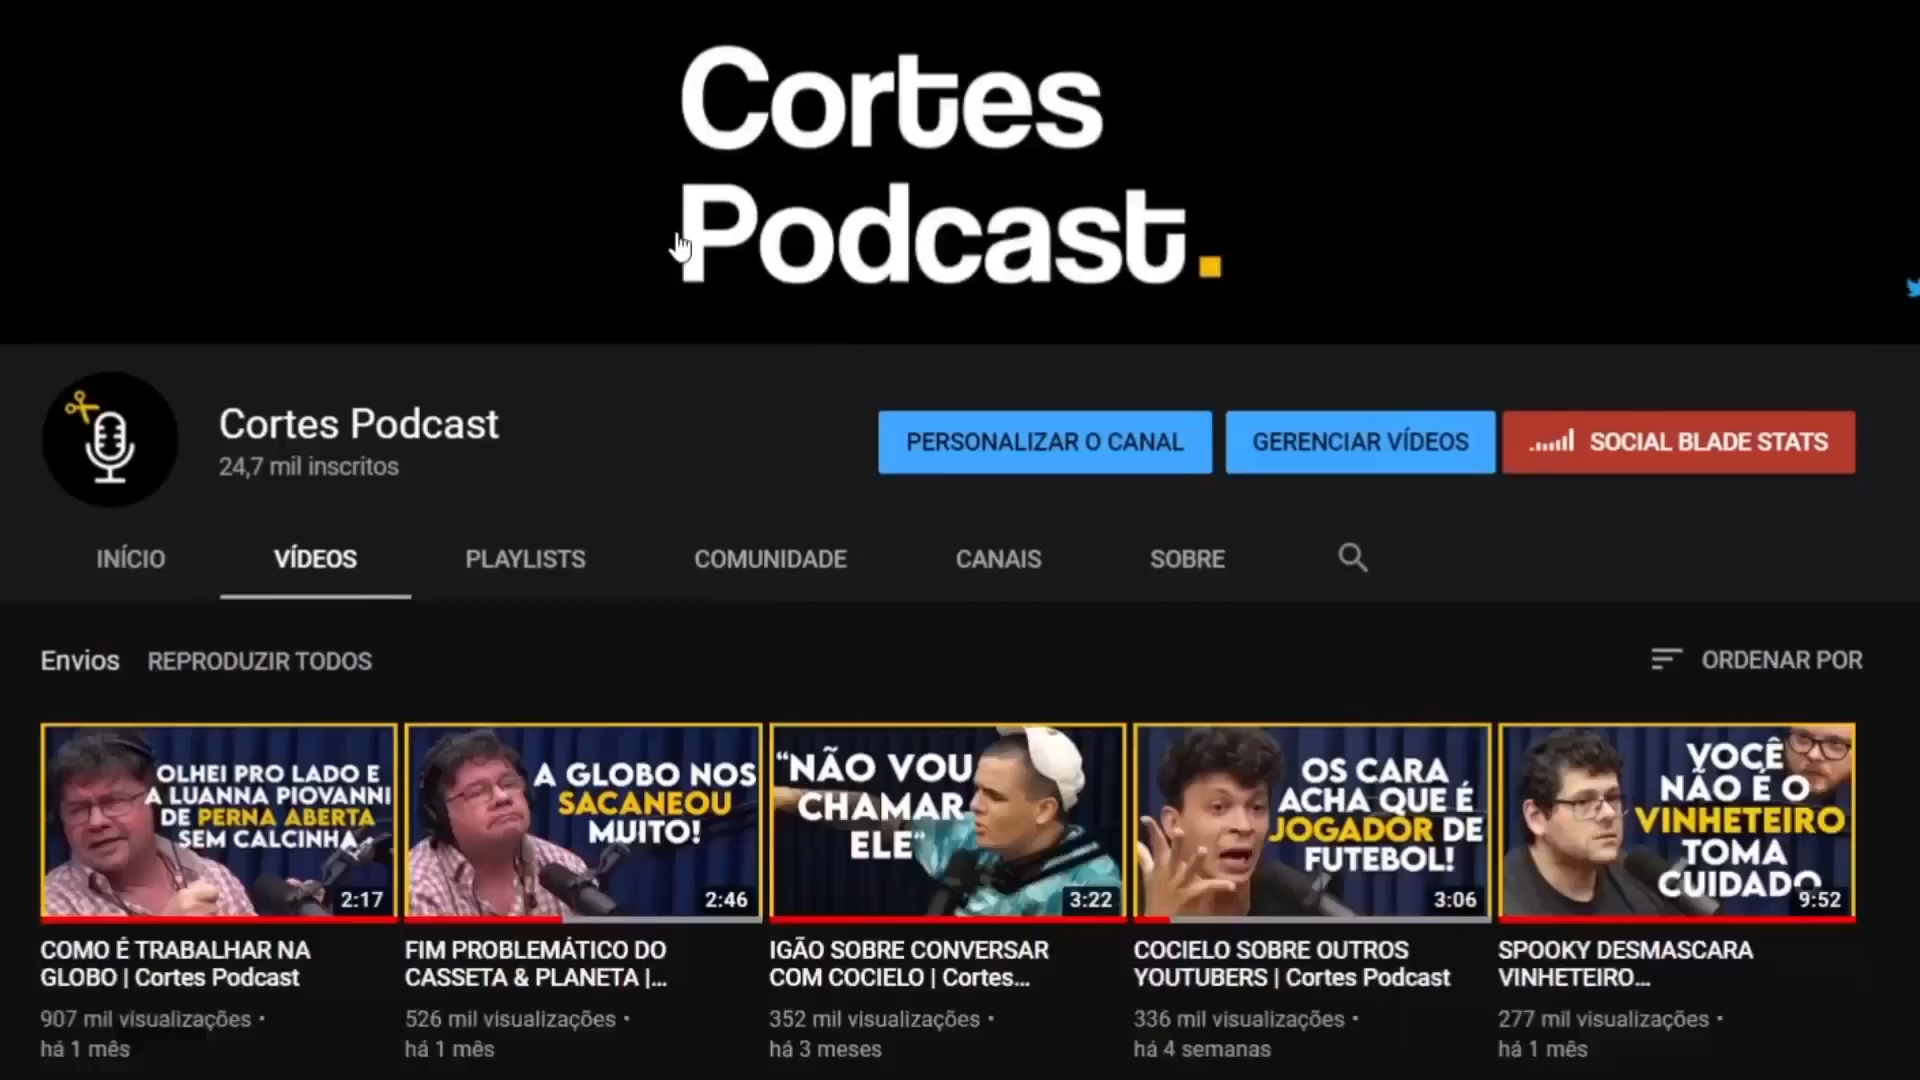 Cortes
Podcast.
Cortes Podcast
24,7 mil inscritos
PERSONALIZAR O CANAL
GERENCIAR VÍDEOS
SOCIAL BLADE STATS
INÍCIO
VÍDEOS
PLAYLISTS
COMUNIDADE
CANAIS
SOBRE
Envios
REPRODUZIR TODOS
ORDENAR POR
OLHEI PRO LADO E
A LUANNA PIOVANNI
DE PERNA ABERTA
SEM CALCINHA
2:17
COMO É TRABALHAR NA
GLOBO | Cortes Podcast
907 mil visualizações •
há 1 mês
A GLOBO NOS
SACANEOU
MUITO!
2:46
FIM PROBLEMÁTICO DO
CASSETA & PLANETA |...
526 mil visualizações •
há 1 mês
“NÃO VOU
CHAMAR
ELE“
3:22
IGÃO SOBRE CONVERSAR
COM COCIELO | Cortes...
352 mil visualizações •
há 3 meses
OS CARA
ACHA QUE É
JOGADOR DE
FUTEBOL!
3:06
COCIELO SOBRE OUTROS
YOUTUBERS | Cortes Podcast
336 mil visualizações •
há 4 semanas
VOCÊ
NÃO É O
VINHETEIRO
TOMA
CUIDADO
9:52
SPOOKY DESMASCARA
VINHETEIRO...
277 mil visualizações •
há 1 mês